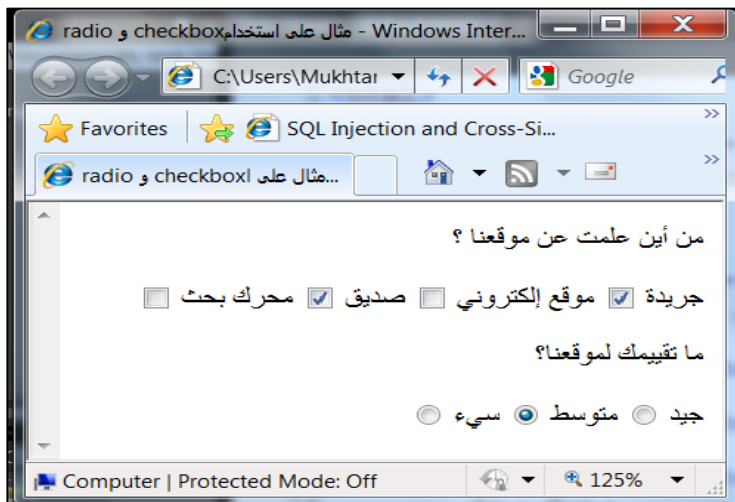 مثال على استخدامcheckbox و radio - Windows Inter...
C:\Users\Mukhtar
Google
Favorites
SQL Injection and Cross-Si...
مثال على اcheckbox و radio...
من أين علمت عن موقعنا ؟
جريدة موقع إلكتروني صديق محرك بحث
ما تقييمك لموقعنا؟
جيد متوسط سيء
Computer | Protected Mode: Off
125%